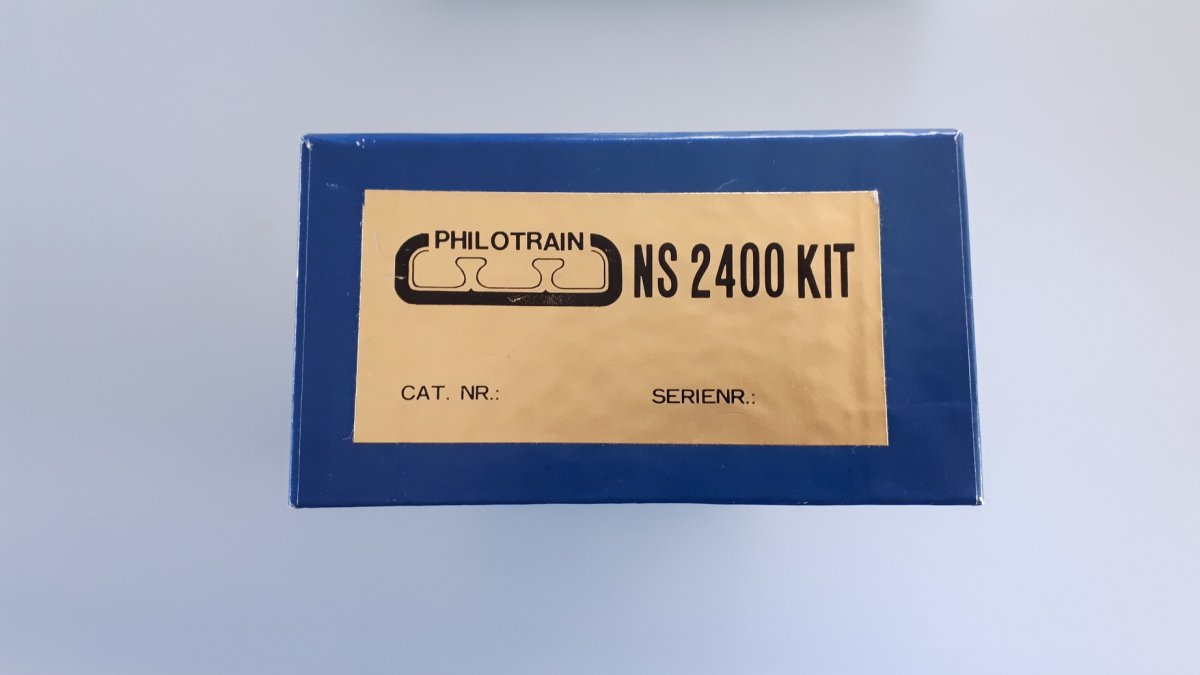 PHILOTRAIN NS 2400 KIT
CAT. NR.: SERIENR.: